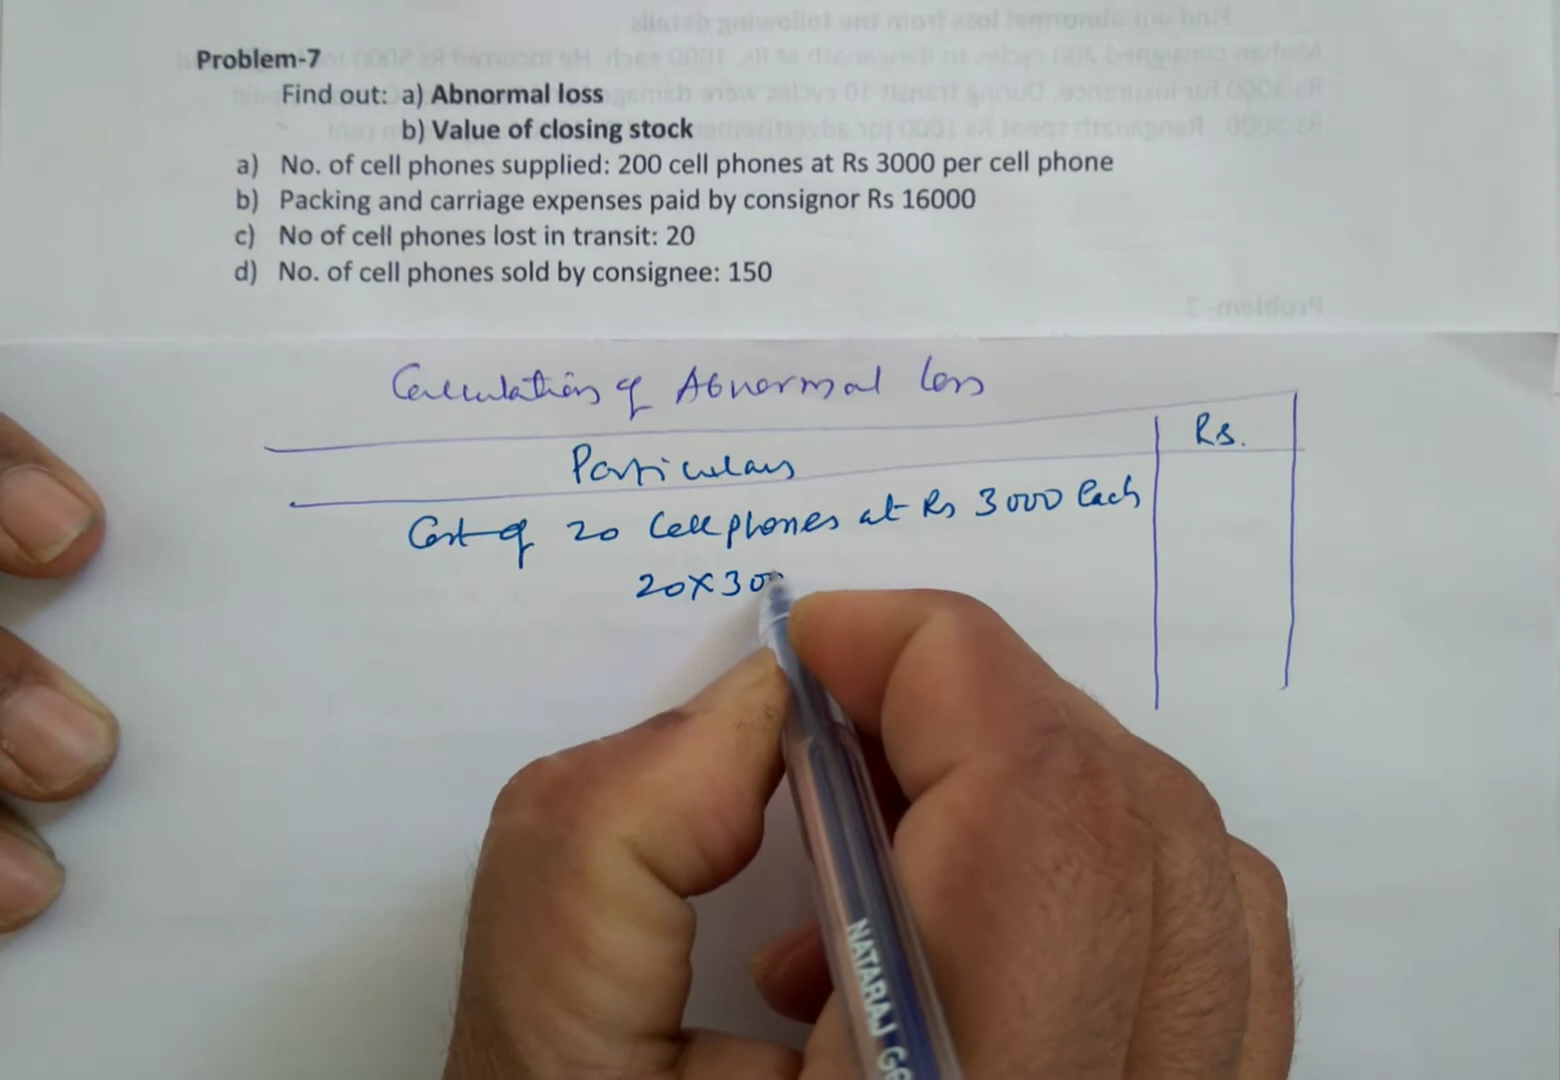 Problem-7
Find out: a) Abnormal loss
b) Value of closing stock
a) No. of cell phones supplied: 200 cell phones at Rs 3000 per cell phone
b) Packing and carriage expenses paid by consignor Rs 16000
c) No of cell phones lost in transit: 20
d) No. of cell phones sold by consignee: 150
Calculation of Abnormal loss
Particulars Rs.
Cost of 20 Cell phones at Rs 3000 Each
20X300
NATARAJ